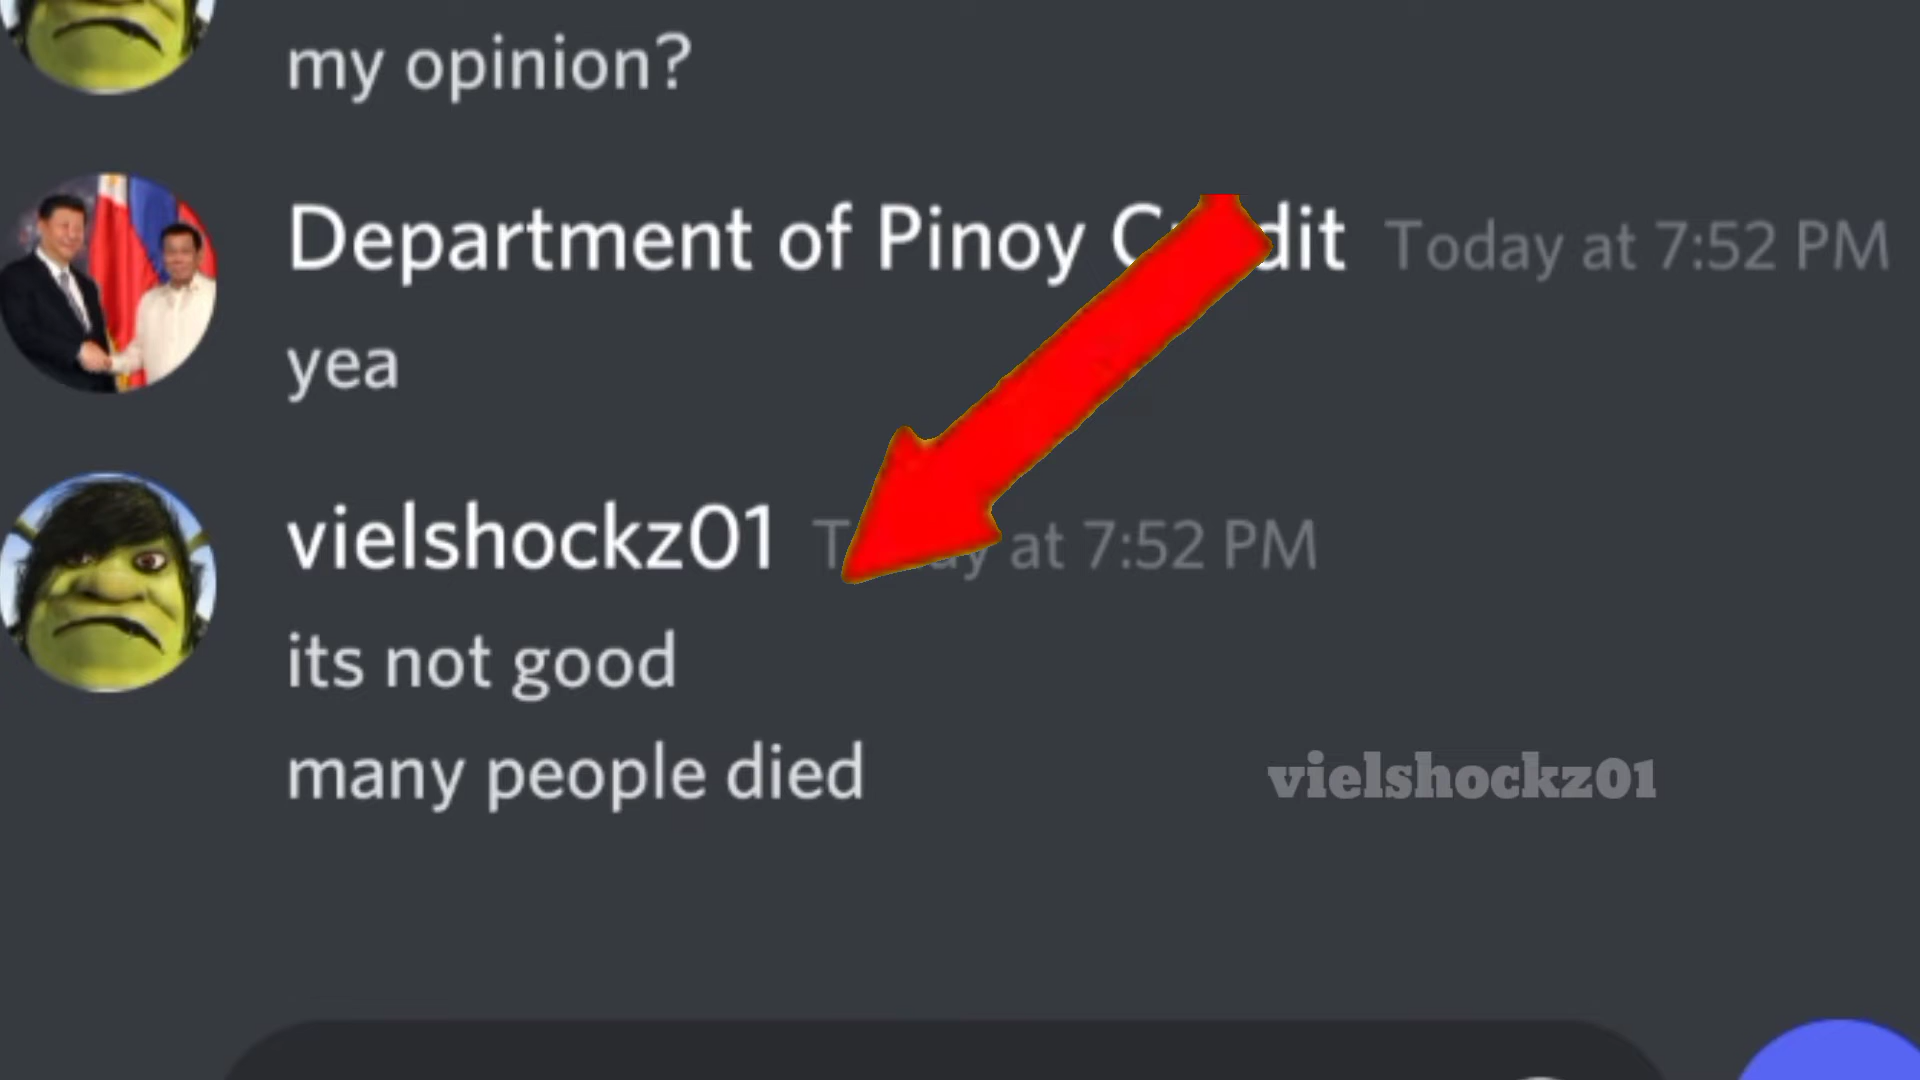 my opinion?
Department of Pinoy Credit Today at 7:52 PM
yea
vielshockz01 Today at 7:52 PM
its not good
many people died
vielshockz01